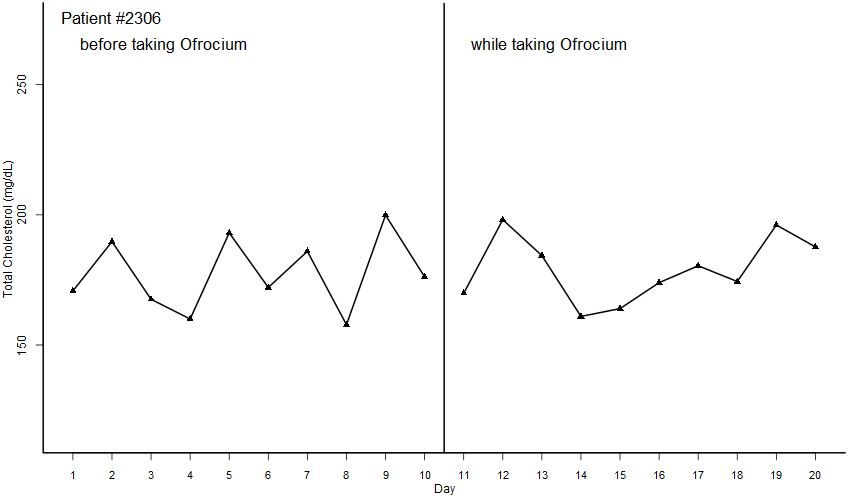 Patient #2306
before taking Ofrocium
while taking Ofrocium
Total Cholesterol (mg/dL)
250
200
150
1 2 3 4 5 6 7 8 9 10 11 12 13 14 15 16 17 18 19 20
Day